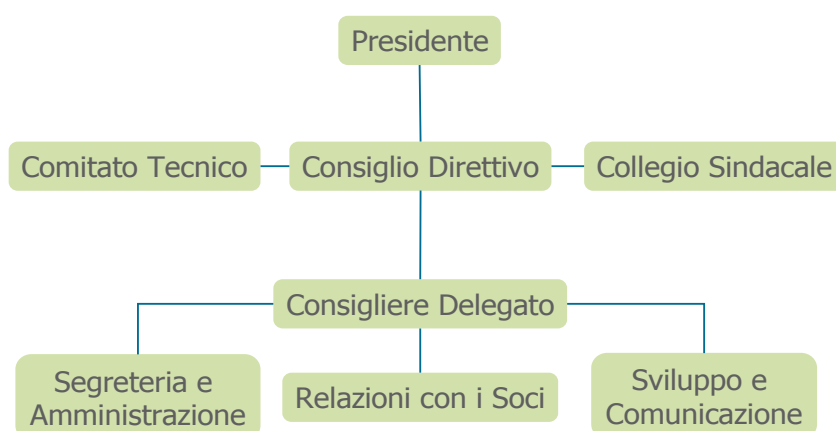 Presidente
Comitato Tecnico
Consiglio Direttivo
Collegio Sindacale
Consigliere Delegato
Segreteria e
Amministrazione
Relazioni con i Soci
Sviluppo e
Comunicazione